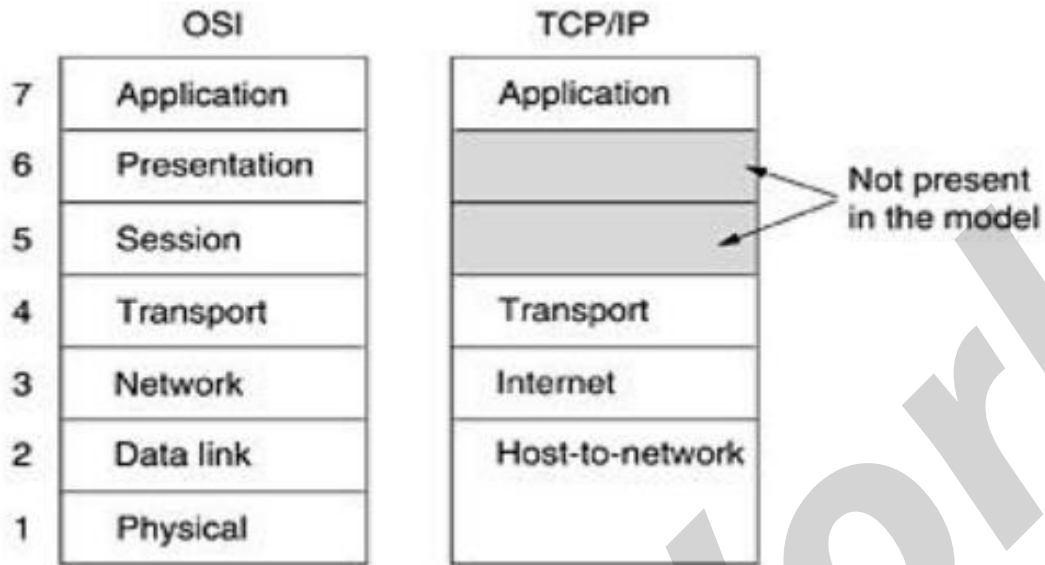 OSI TCP/IP
7 Application Application
6 Presentation
Not present
in the model
5 Session
4 Transport Transport
3 Network Internet
2 Data link Host-to-network
1 Physical